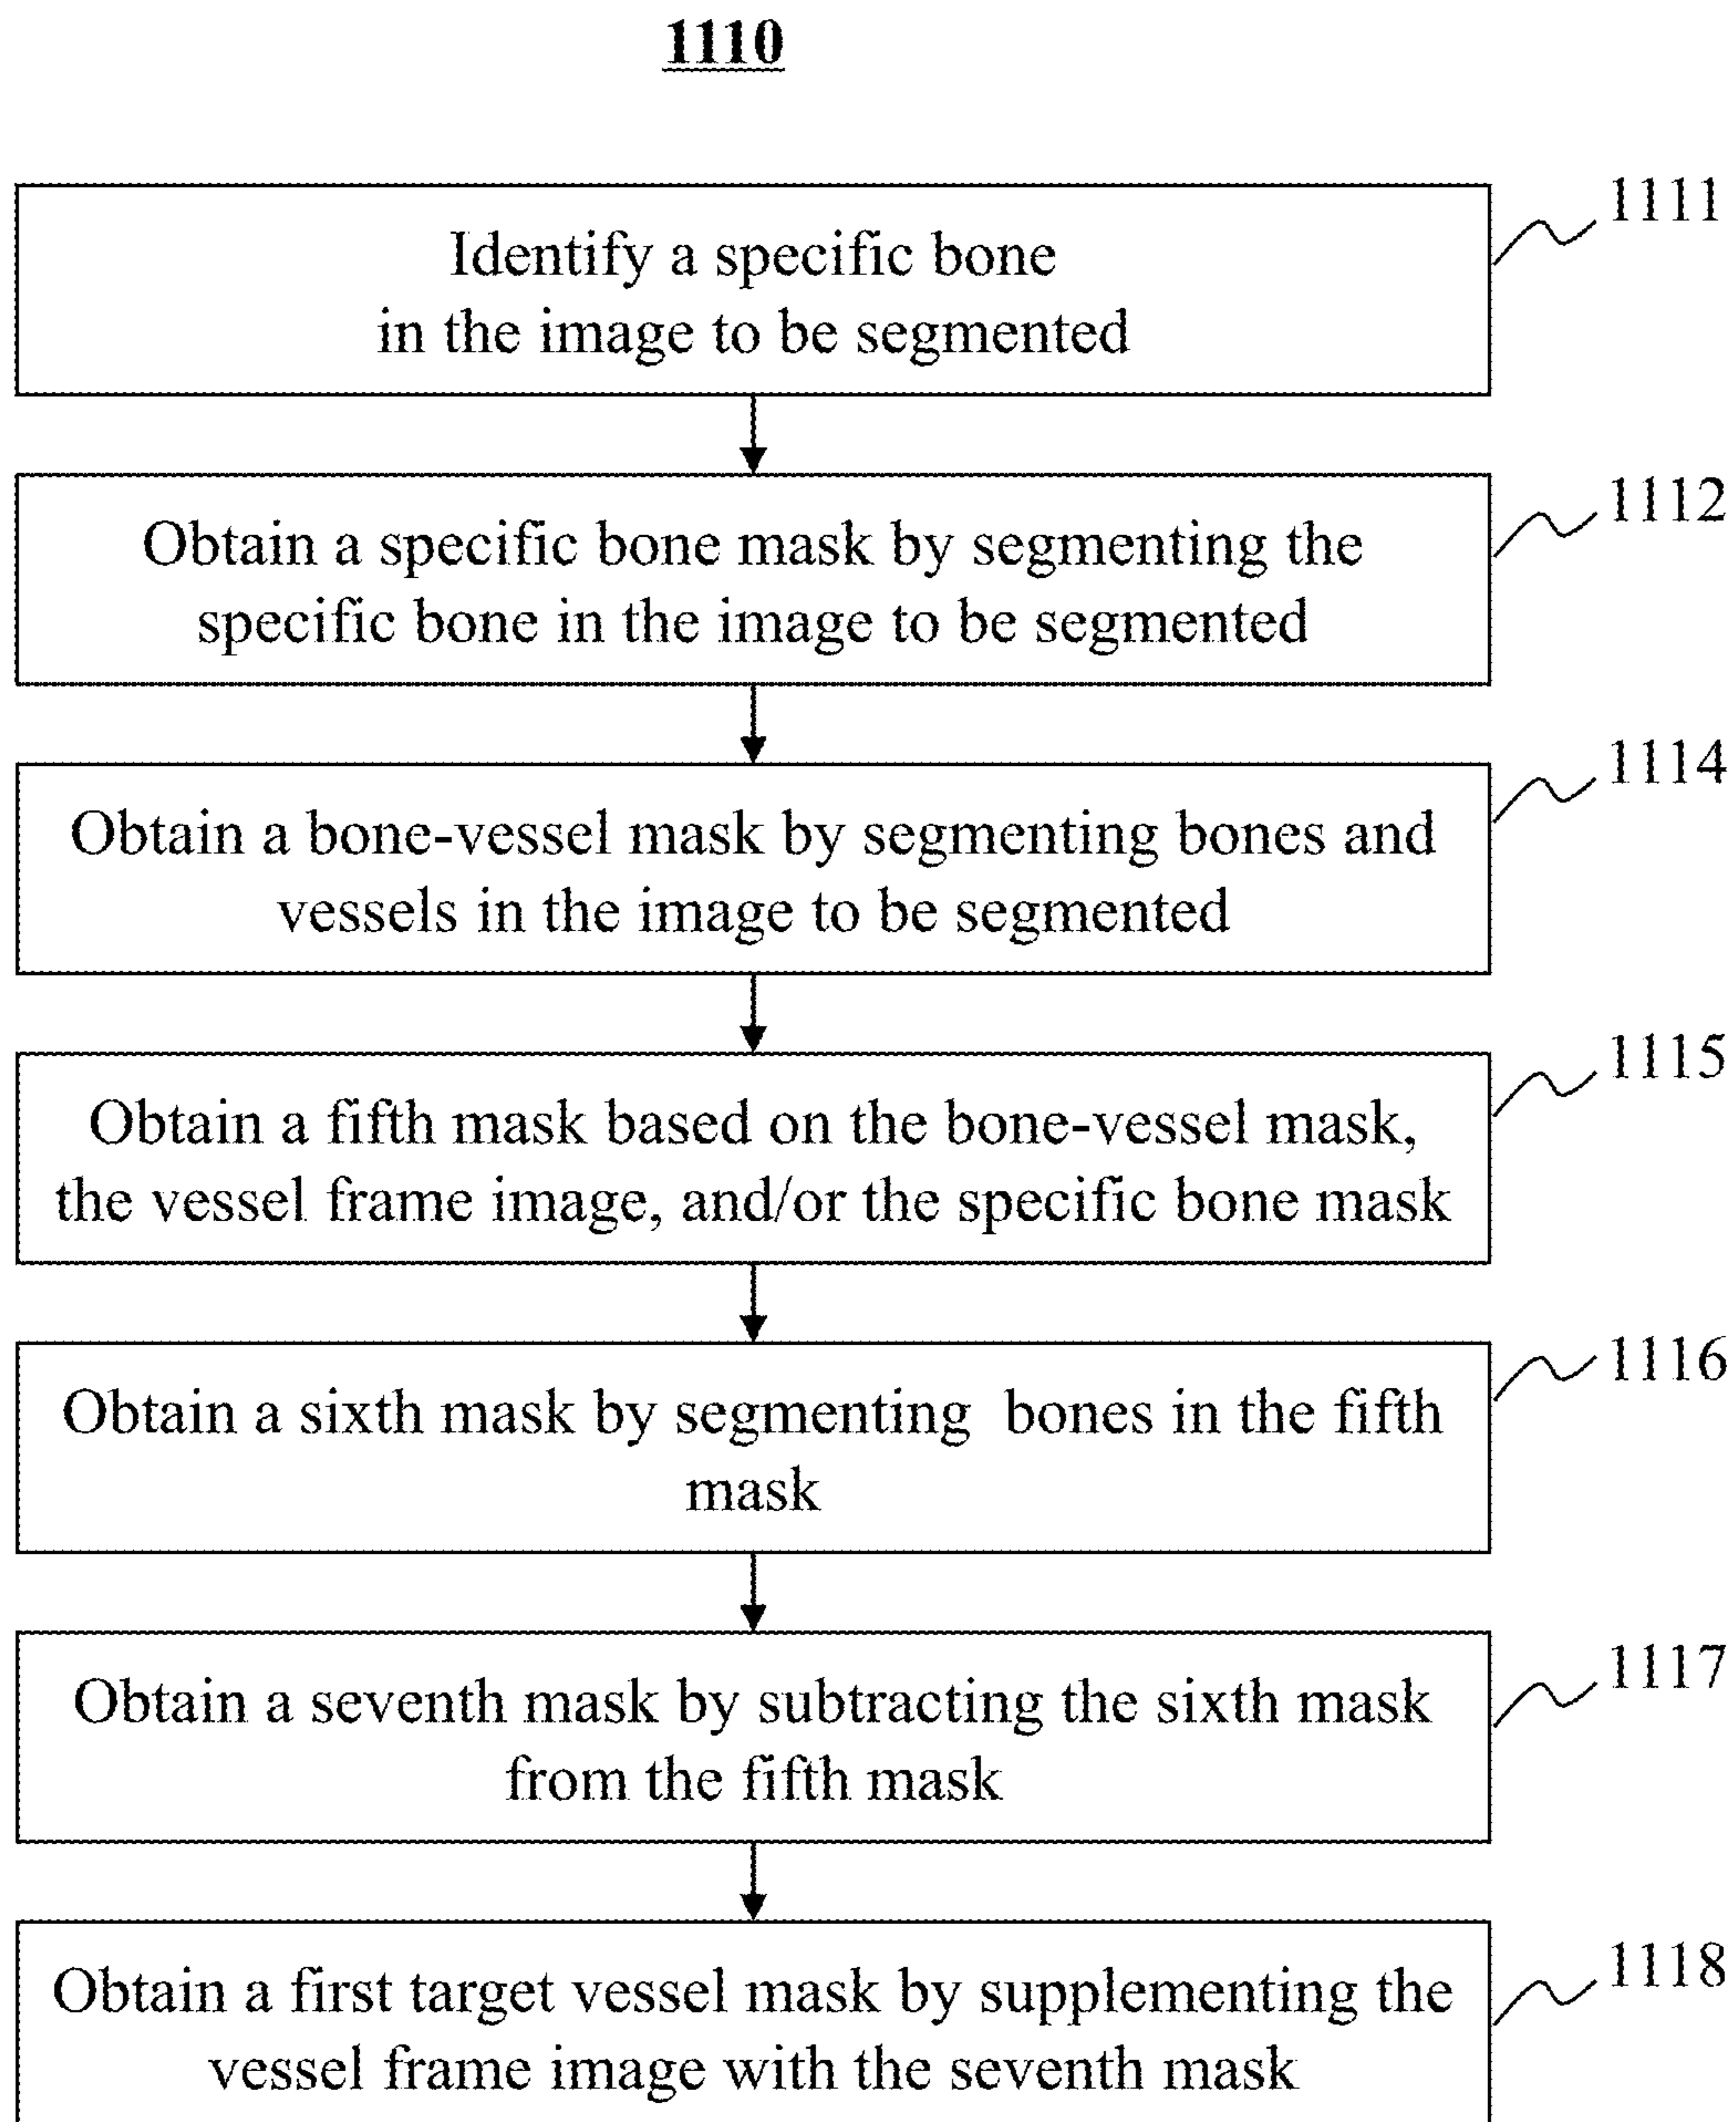 1110
1111
Identify a specific bone
in the image to be segmented
1112
Obtain a specific bone mask by segmenting the
specific bone in the image to be segmented
1114
Obtain a bone-vessel mask by segmenting bones and
vessels in the image to be segmented
1115
Obtain a fifth mask based on the bone-vessel mask,
the vessel frame image, and/or the specific bone mask
1116
Obtain a sixth mask by segmenting bones in the fifth
mask
1117
Obtain a seventh mask by subtracting the sixth mask
from the fifth mask
1118
Obtain a first target vessel mask by supplementing the
vessel frame image with the seventh mask